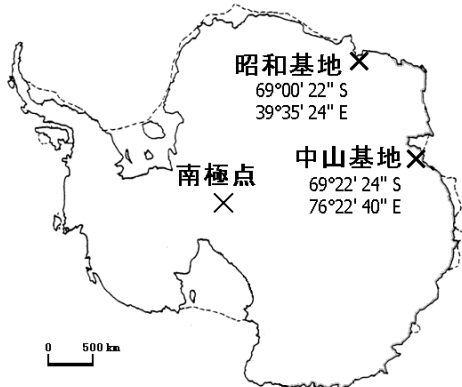 昭和基地
69°00' 22" S
39°35' 24" E
中山基地
69°22' 24" S
76°22' 40" E
南極点
0 500 km